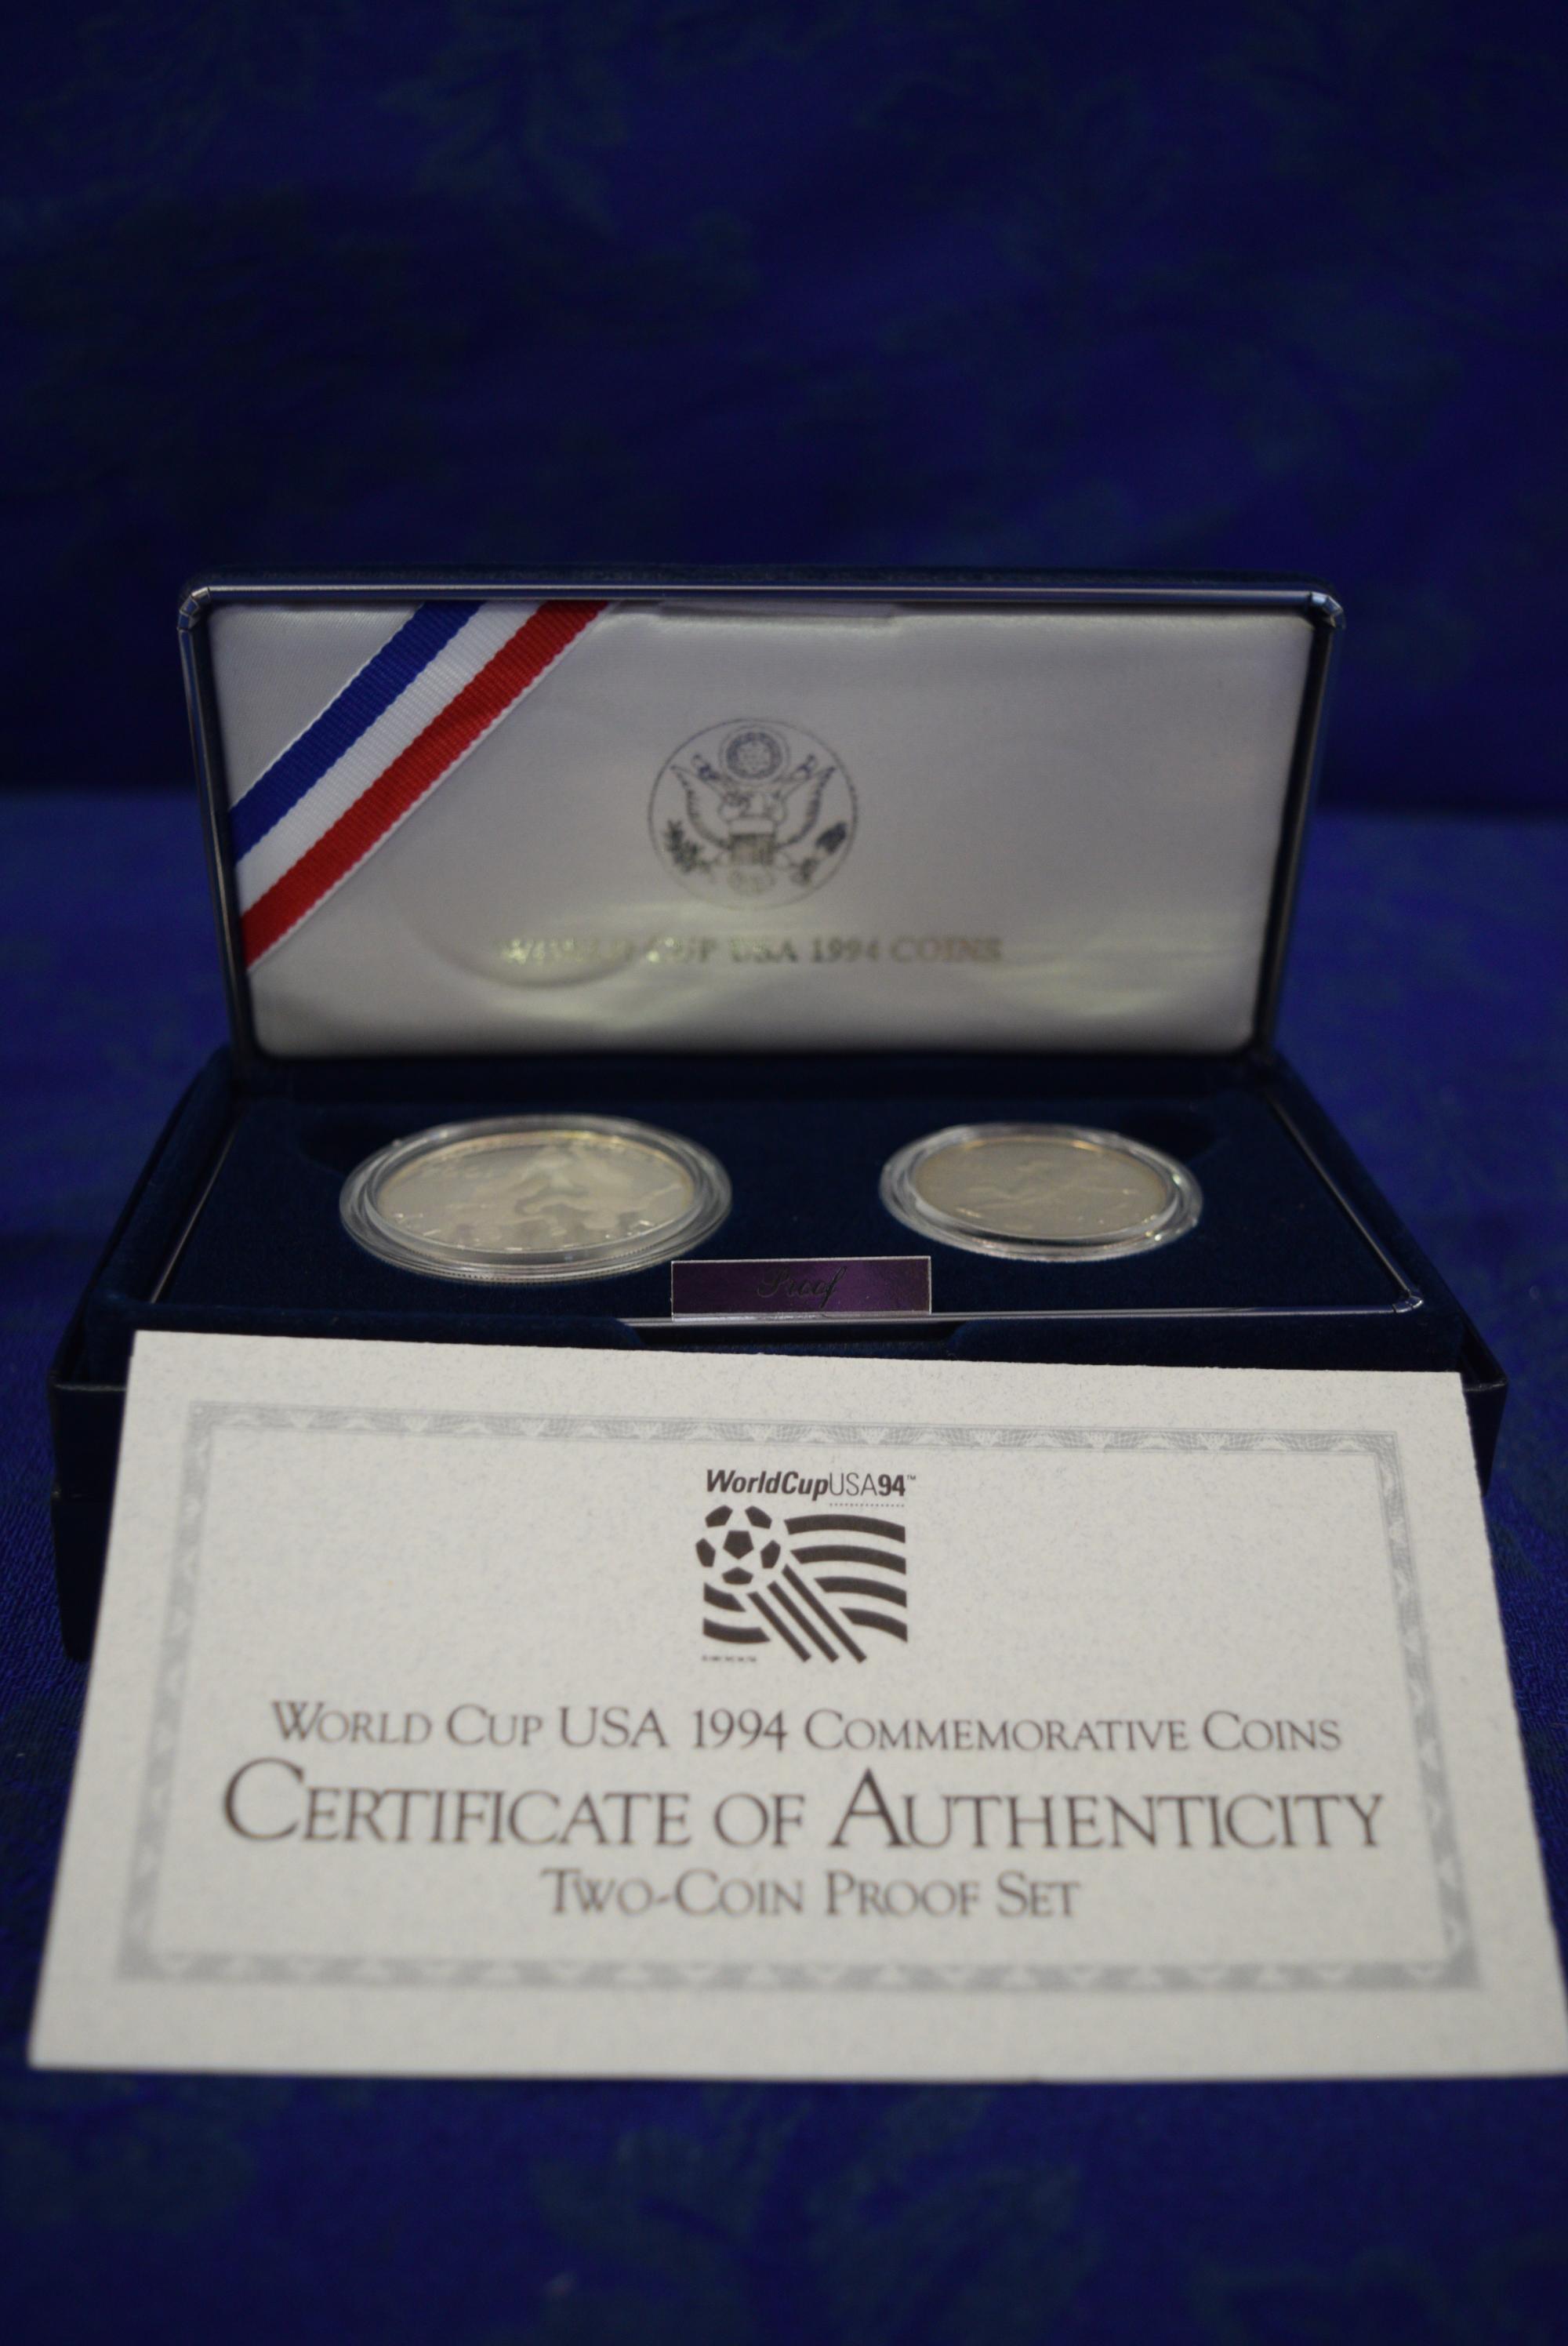 WORLD CUP USA 1994 COINS
Proof
WorldCupUSA94™
WORLD CUP USA 1994 COMMEMORATIVE COINS
CERTIFICATE OF AUTHENTICITY
TWO-COIN PROOF SET